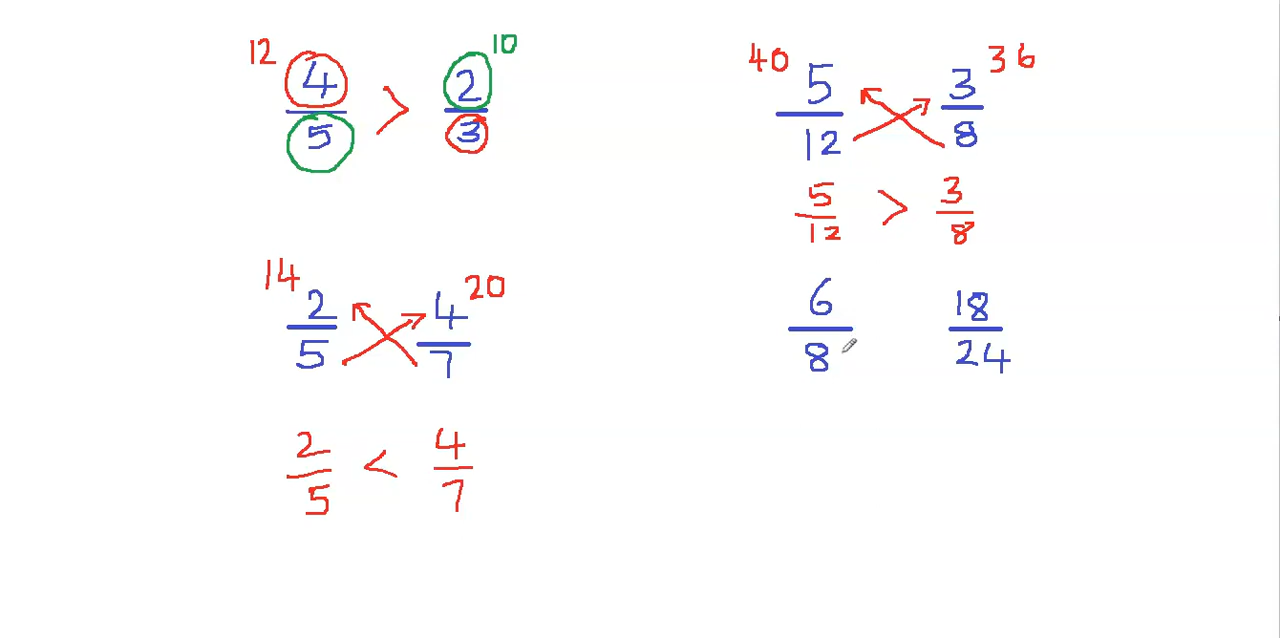 12 4/5 > 2/3 10
40 5/12 3/8 36
5/12 > 3/8
14 2/5 4/7 20
2/5 < 4/7
6/8 18/24